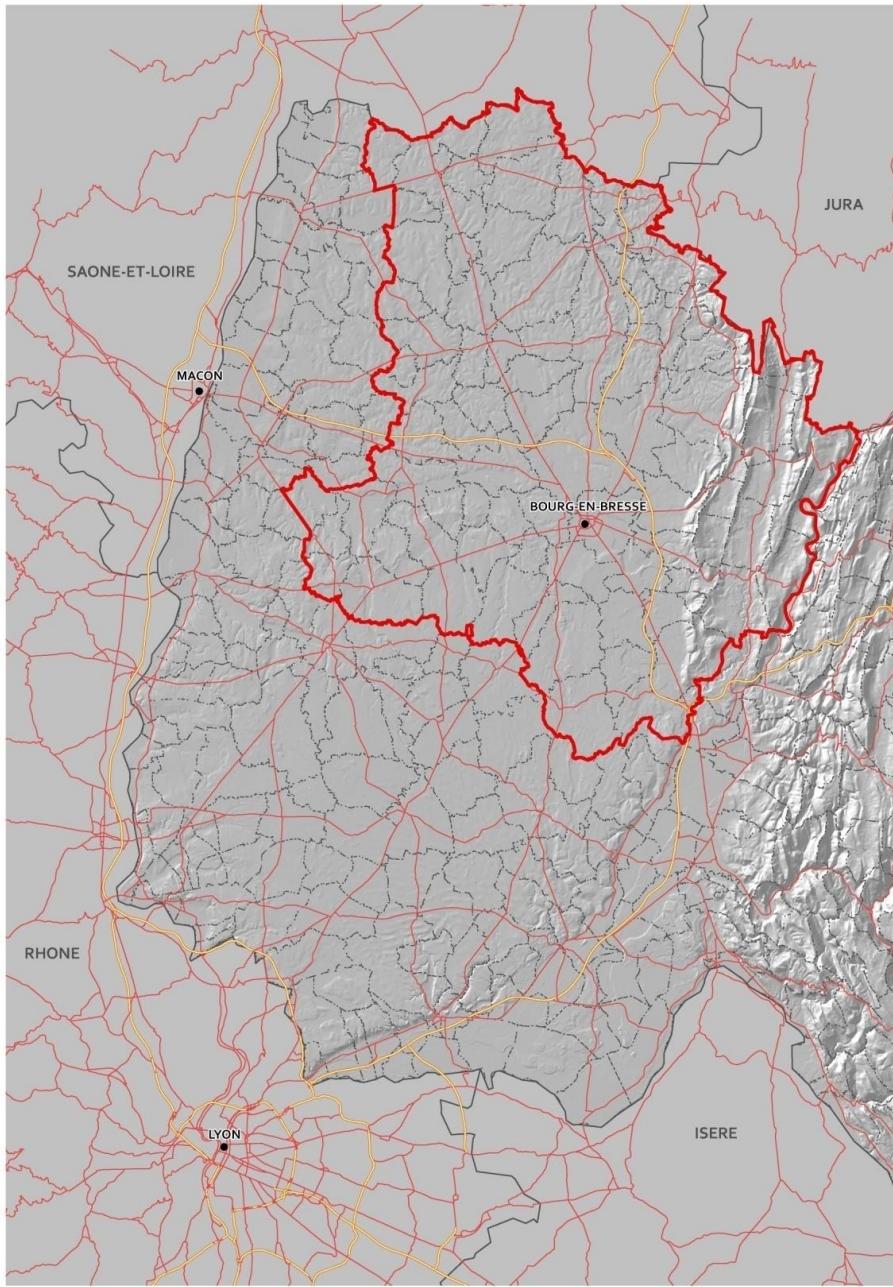 JURA
SAONE-ET-LOIRE
MACON
BOURG-EN-BRESSE
RHONE
ISERE
LYON